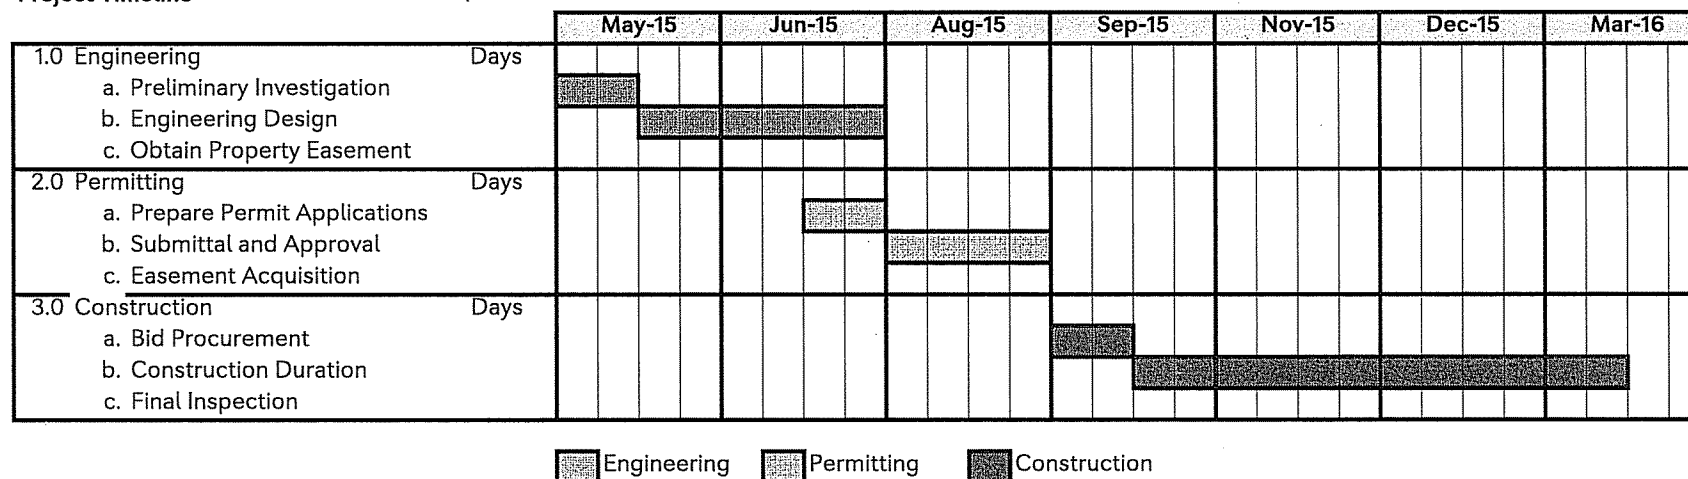 Project Timeline
May-15 Jun-15 Aug-15 Sep-15 Nov-15 Dec-15 Mar-16
1.0 Engineering Days
a. Preliminary Investigation
b. Engineering Design
c. Obtain Property Easement
2.0 Permitting Days
a. Prepare Permit Applications
b. Submittal and Approval
c. Easement Acquisition
3.0 Construction Days
a. Bid Procurement
b. Construction Duration
c. Final Inspection
Engineering Permitting Construction